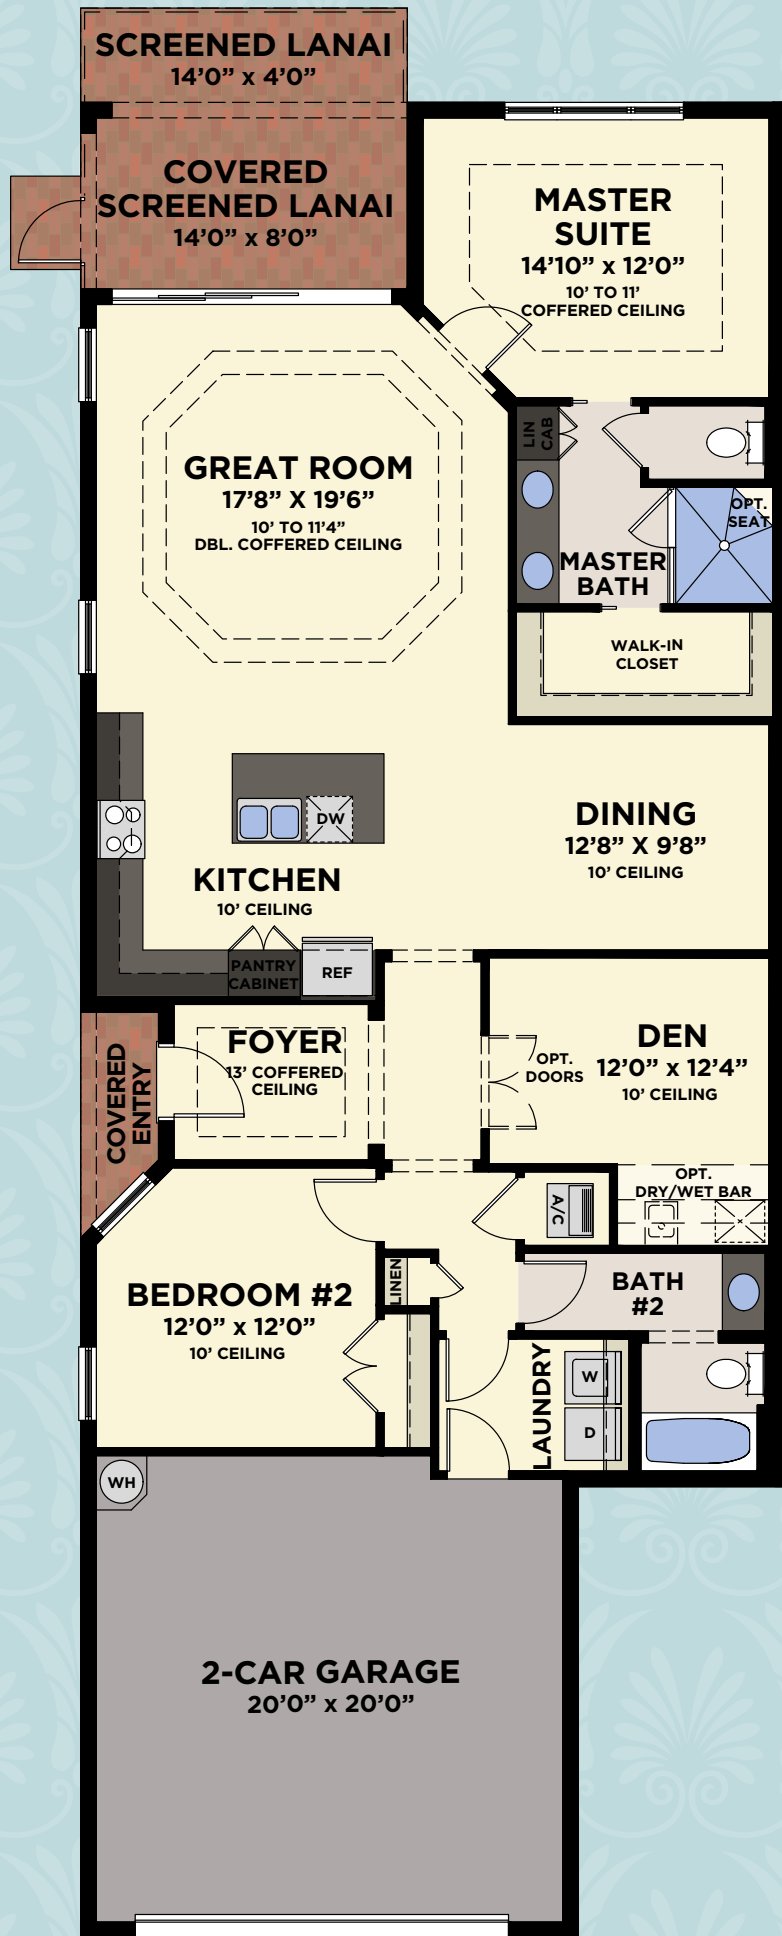 SCREENED LANAI
14’0” x 4’0”
COVERED
SCREENED LANAI
14’0” x 8’0”
MASTER
SUITE
14’10” x 12’0”
10’ TO 11’
COFFERED CEILING
GREAT ROOM
17’8” X 19’6”
10’ TO 11’4”
DBL. COFFERED CEILING
LIN
CAB
OPT.
SEAT
MASTER
BATH
WALK-IN
CLOSET
DW
DINING
12’8” X 9’8”
10’ CEILING
KITCHEN
10’ CEILING
PANTRY
CABINET
REF
COVERED
ENTRY
FOYER
13’ COFFERED
CEILING
OPT.
DOORS
DEN
12’0” x 12’4”
10’ CEILING
OPT.
DRY/WET BAR
A/C
BEDROOM #2
12’0” x 12’0”
10’ CEILING
LINEN
BATH
#2
LAUNDRY
W
D
WH
2-CAR GARAGE
20’0” x 20’0”